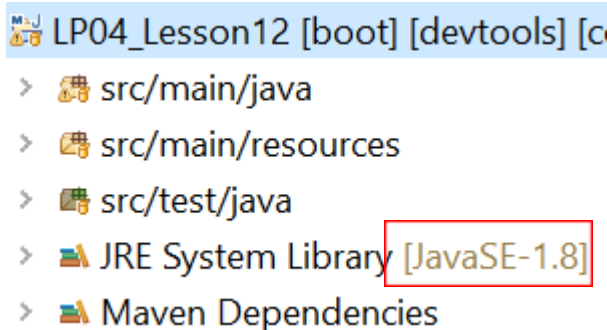 LP04_Lesson12 [boot] [devtools]
src/main/java
src/main/resources
src/test/java
JRE System Library [JavaSE-1.8]
Maven Dependencies